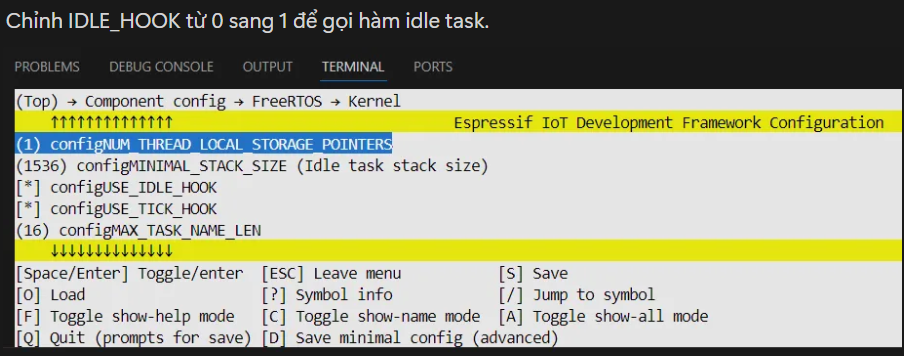 Chỉnh IDLE_HOOK từ 0 sang 1 để gọi hàm idle task.
PROBLEMS DEBUG CONSOLE OUTPUT TERMINAL PORTS
(Top) → Component config → FreeRTOS → Kernel
↑↑↑↑↑↑↑↑↑↑↑↑↑↑ Espressif IoT Development Framework Configuration
(1) configNUM_THREAD_LOCAL_STORAGE_POINTERS
(1536) configMINIMAL_STACK_SIZE (Idle task stack size)
[*] configUSE_IDLE_HOOK
[*] configUSE_TICK_HOOK
(16) configMAX_TASK_NAME_LEN
↓↓↓↓↓↓↓↓↓↓↓↓↓↓
[Space/Enter] Toggle/enter [ESC] Leave menu [S] Save
[O] Load [?] Symbol info [/] Jump to symbol
[F] Toggle show-help mode [C] Toggle show-name mode [A] Toggle show-all mode
[Q] Quit (prompts for save) [D] Save minimal config (advanced)